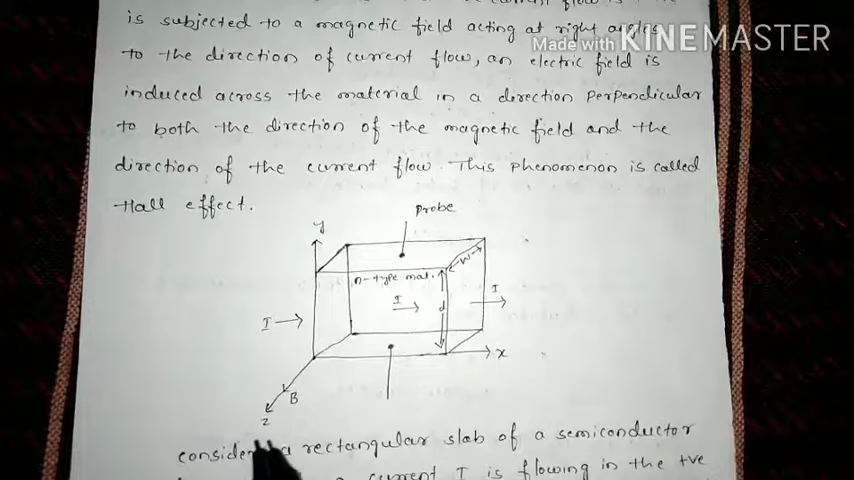 is subjected to a magnetic field acting at right angles
Made with KINEMASTER
to the direction of current flow, an electric field is
induced across the material in a direction perpendicular
to both the direction of the magnetic field and the
direction of the current flow. This phenomenon is called
Hall effect.
Probe
y
W
n-type mat.
I
I
I
d
x
B
z
consider a rectangular slab of a semiconductor
a current I is flowing in the +ve